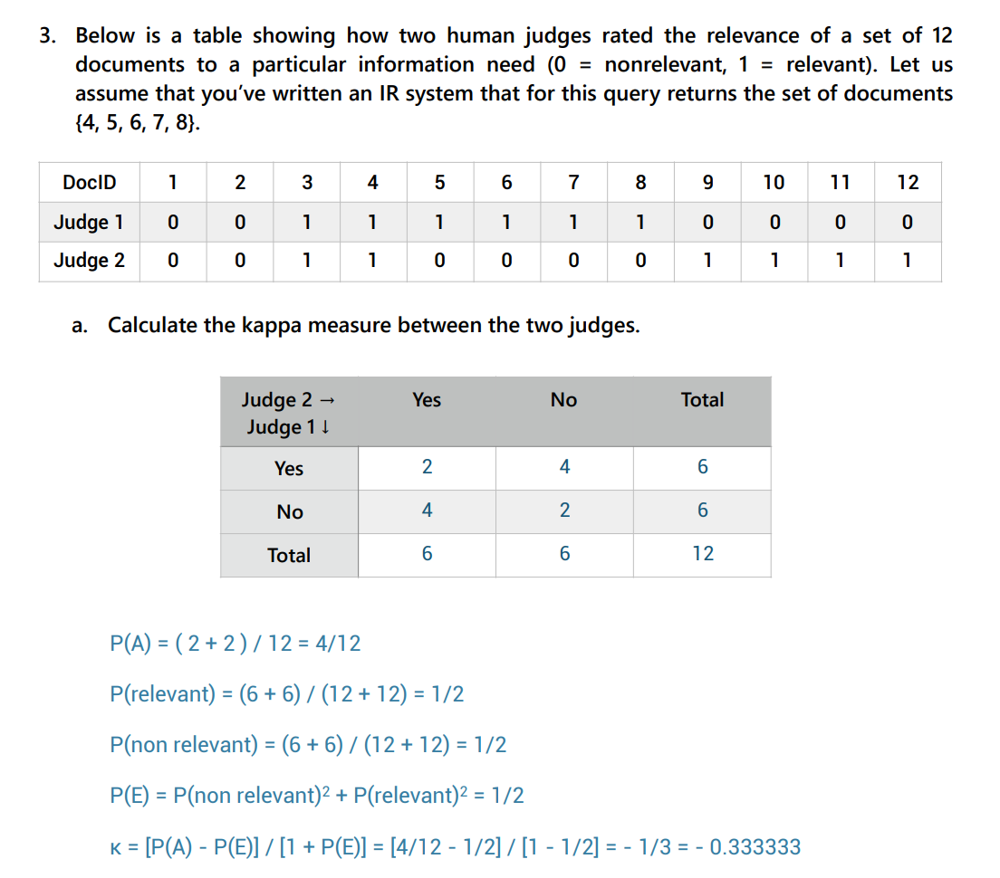 3. Below is a table showing how two human judges rated the relevance of a set of 12
documents to a particular information need (0 = nonrelevant, 1 = relevant). Let us
assume that you've written an IR system that for this query returns the set of documents
{4, 5, 6, 7, 8}.
DocID 1 2 3 4 5 6 7 8 9 10 11 12
Judge 1 0 0 1 1 1 1 1 1 0 0 0 0
Judge 2 0 0 1 1 0 0 0 0 1 1 1 1
a. Calculate the kappa measure between the two judges.
Judge 2 → Yes No Total
Judge 1 ↓
Yes 2 4 6
No 4 2 6
Total 6 6 12
P(A) = ( 2 + 2 ) / 12 = 4/12
P(relevant) = (6 + 6) / (12 + 12) = 1/2
P(non relevant) = (6 + 6) / (12 + 12) = 1/2
P(E) = P(non relevant)² + P(relevant)² = 1/2
κ = [P(A) - P(E)] / [1 + P(E)] = [4/12 - 1/2] / [1 - 1/2] = - 1/3 = - 0.333333